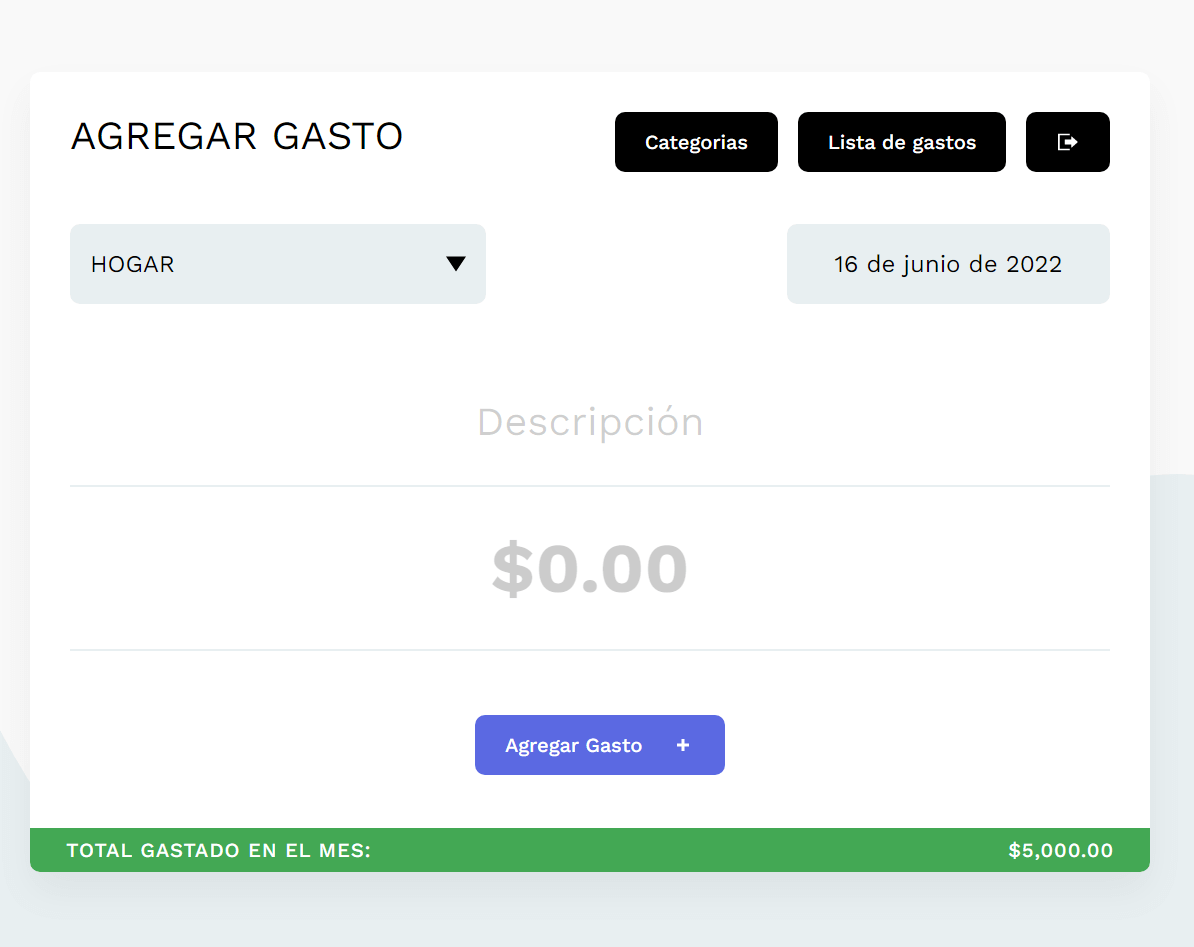 AGREGAR GASTO
Categorias
Lista de gastos
HOGAR
16 de junio de 2022
Descripción
$0.00
Agregar Gasto +
TOTAL GASTADO EN EL MES: $5,000.00